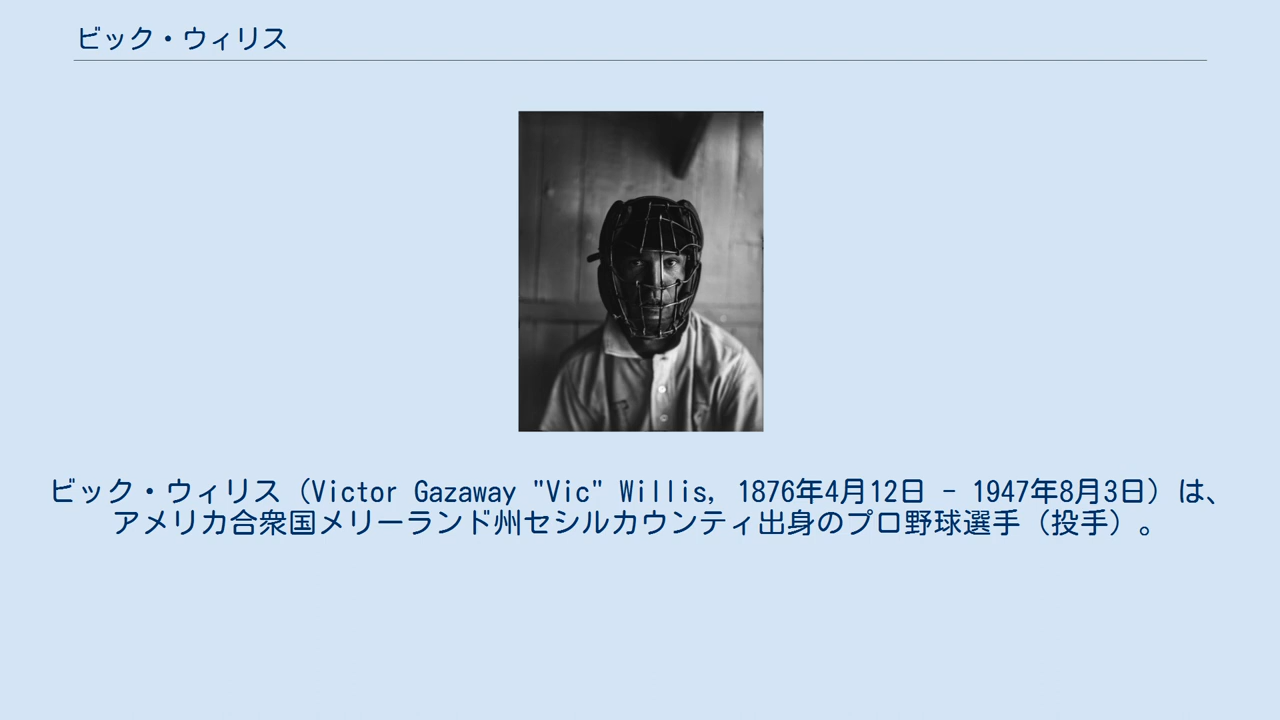 ビック・ウィリス
ビック・ウィリス（Victor Gazaway "Vic" Willis, 1876年4月12日 - 1947年8月3日）は、
アメリカ合衆国メリーランド州セシルカウンティ出身のプロ野球選手（投手）。